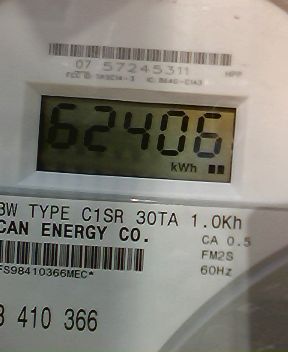 07 57245311
HPP
62406
kWh
3W TYPE C1SR 30TA 1.0Kh
CAN ENERGY CO.
CA 0.5
FM2S
60Hz
FS98410366MEC*
3 410 366